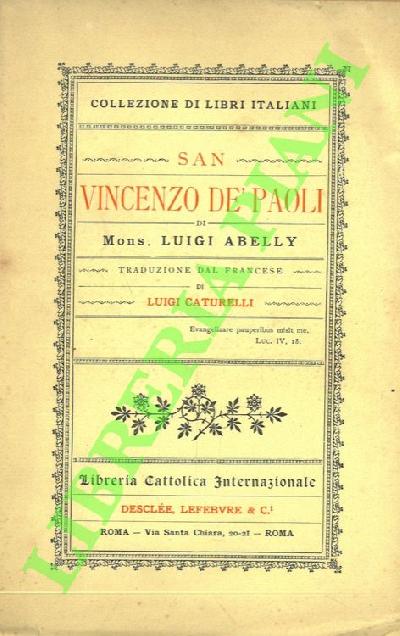 COLLEZIONE DI LIBRI ITALIANI
SAN
VINCENZO DE' PAOLI
DI
Mons. LUIGI ABELLY
TRADUZIONE DAL FRANCESE
DI
LUIGI CATURELLI
Evangelizare pauperibus misit me.
Luc. IV, 18.
Libreria Cattolica Internazionale
DESCLÉE, LEFEBVRE & C.i
ROMA — Via Santa Chiara, 20-21 — ROMA
LIBRERIA PIANI